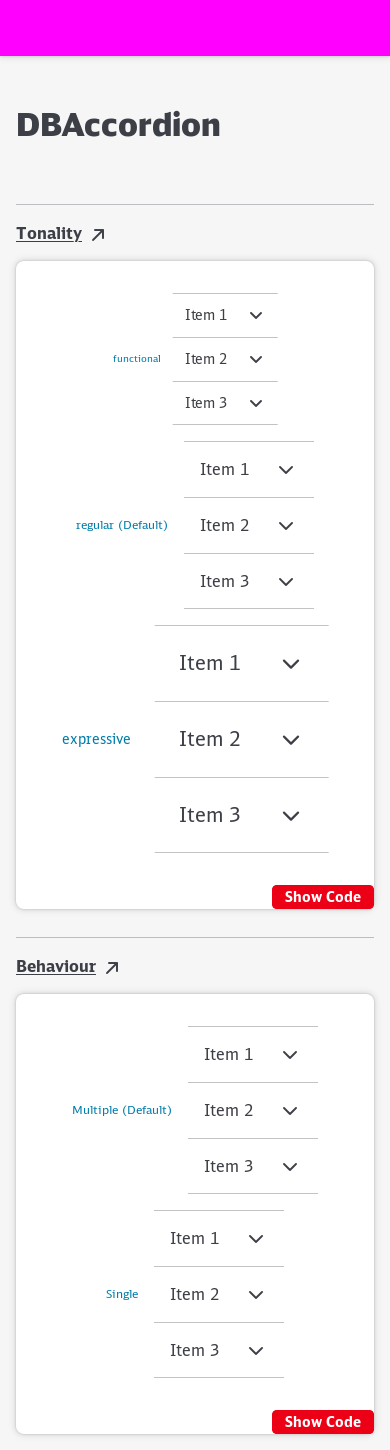 DBAccordion
Tonality
Item 1
functional Item 2
Item 3
Item 1
regular (Default) Item 2
Item 3
Item 1
expressive Item 2
Item 3
Show Code
Behaviour
Item 1
Multiple (Default) Item 2
Item 3
Item 1
Single Item 2
Item 3
Show Code